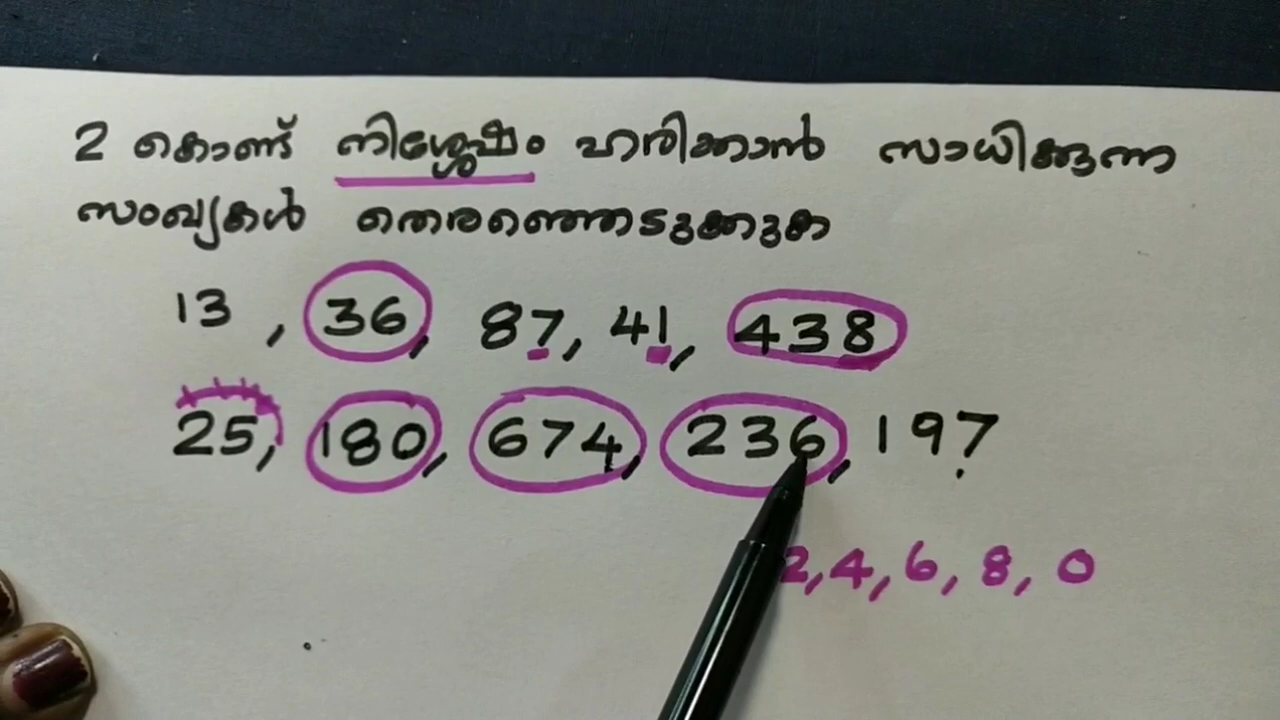 2 കൊണ്ട് നിശ്ശേഷം ഹരിക്കാൻ സാധിക്കുന്ന
സംഖ്യകൾ തെരഞ്ഞെടുക്കുക
13, 36, 87, 41, 438
25, 180, 674, 236, 197
2, 4, 6, 8, 0